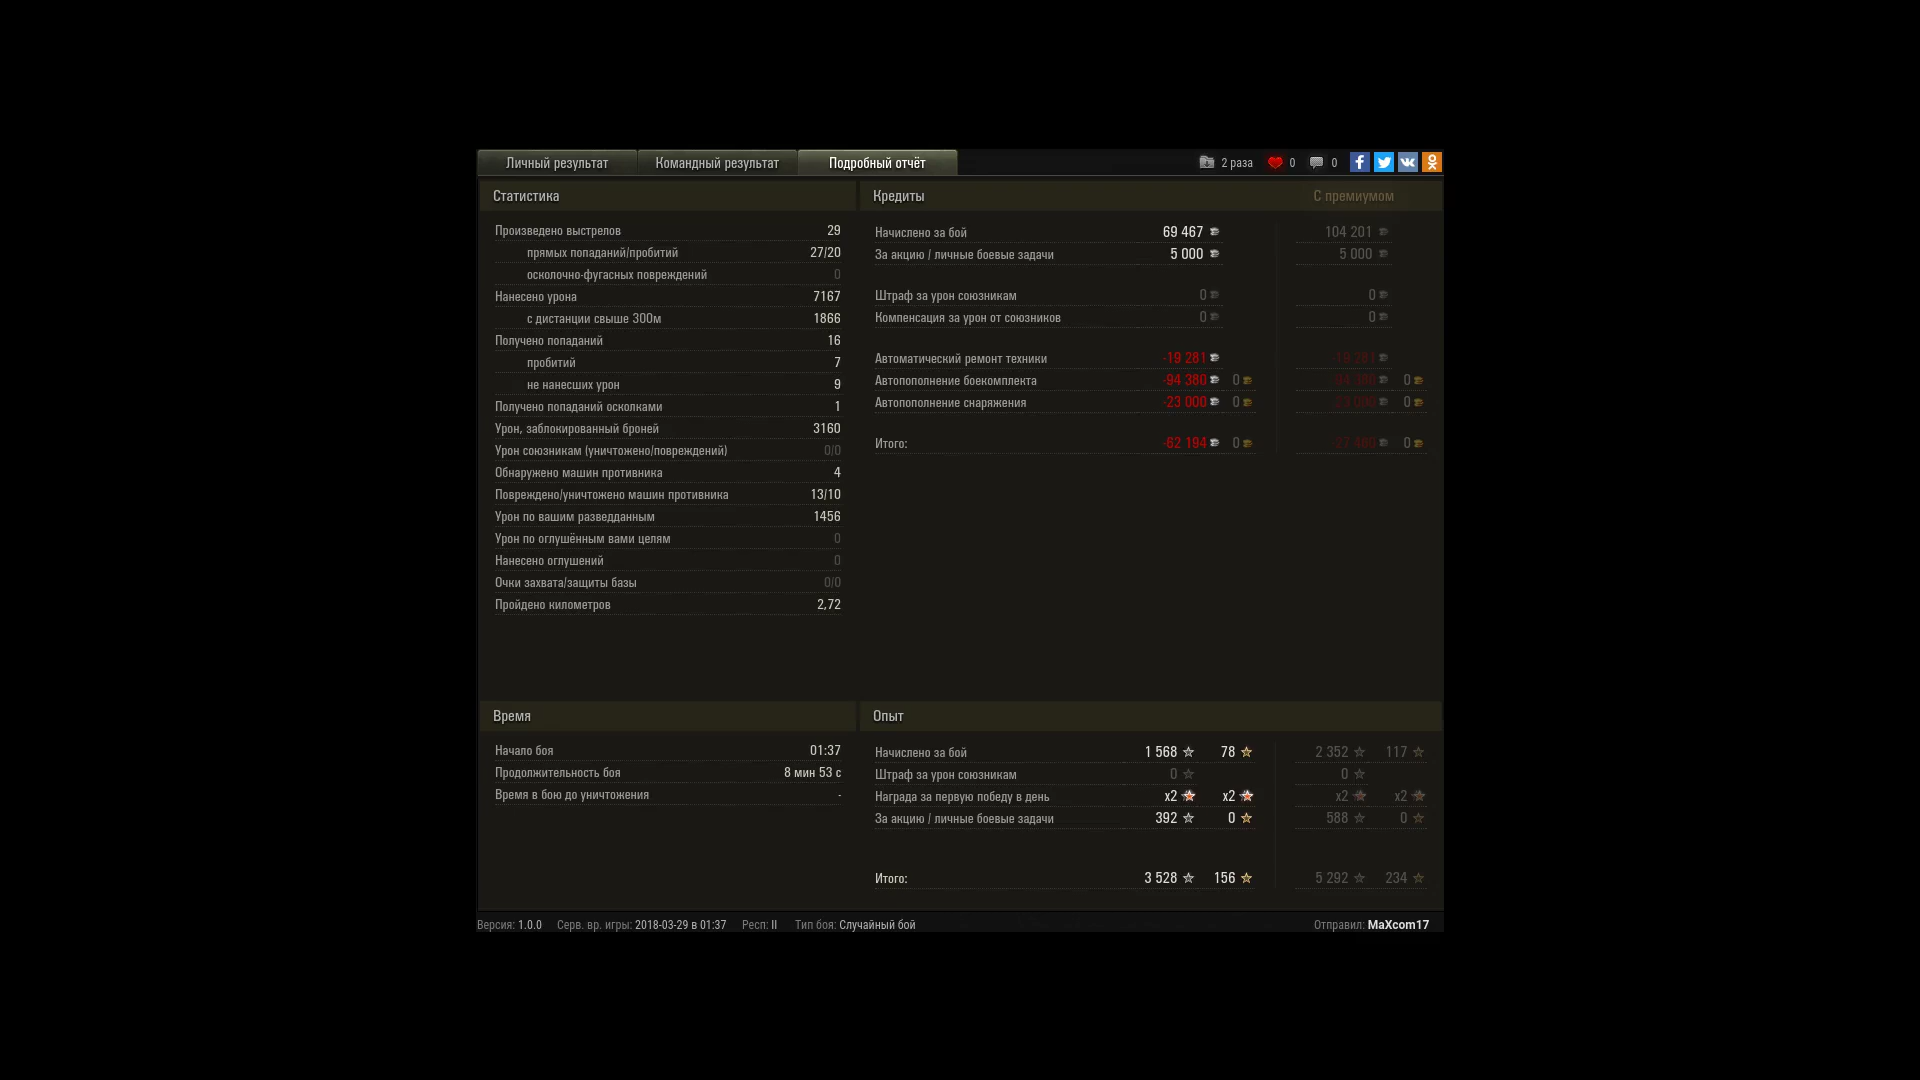 Личный результат Командный результат Подробный отчёт 2 раза 0 0
Статистика
Произведено выстрелов 29
прямых попаданий/пробитий 27/20
осколочно-фугасных повреждений 0
Нанесено урона 7167
с дистанции свыше 300м 1866
Получено попаданий 16
пробитий 7
не нанесших урон 9
Получено попаданий осколками 1
Урон, заблокированный броней 3160
Урон союзникам (уничтожено/повреждений) 0/0
Обнаружено машин противника 4
Повреждено/уничтожено машин противника 13/10
Урон по вашим разведданным 1456
Урон по оглушённым вами целям 0
Нанесено оглушений 0
Очки захвата/защиты базы 0/0
Пройдено километров 2,72
Кредиты С премиумом
Начислено за бой 69 467 104 201
За акцию / личные боевые задачи 5 000 5 000
Штраф за урон союзникам 0 0
Компенсация за урон от союзников 0 0
Автоматический ремонт техники -19 281 -19 281
Автопополнение боекомплекта -94 380 0 -94 380 0
Автопополнение снаряжения -23 000 0 -23 000 0
Итого: -62 194 0 -27 460 0
Время
Начало боя 01:37
Продолжительность боя 8 мин 53 с
Время в бою до уничтожения -
Опыт
Начислено за бой 1 568 78 2 352 117
Штраф за урон союзникам 0 0
Награда за первую победу в день x2 x2 x2 x2
За акцию / личные боевые задачи 392 0 588 0
Итого: 3 528 156 5 292 234
Версия: 1.0.0 Серв. вр. игры: 2018-03-29 в 01:37 Респ: II Тип боя: Случайный бой Отправил: MaXcom17